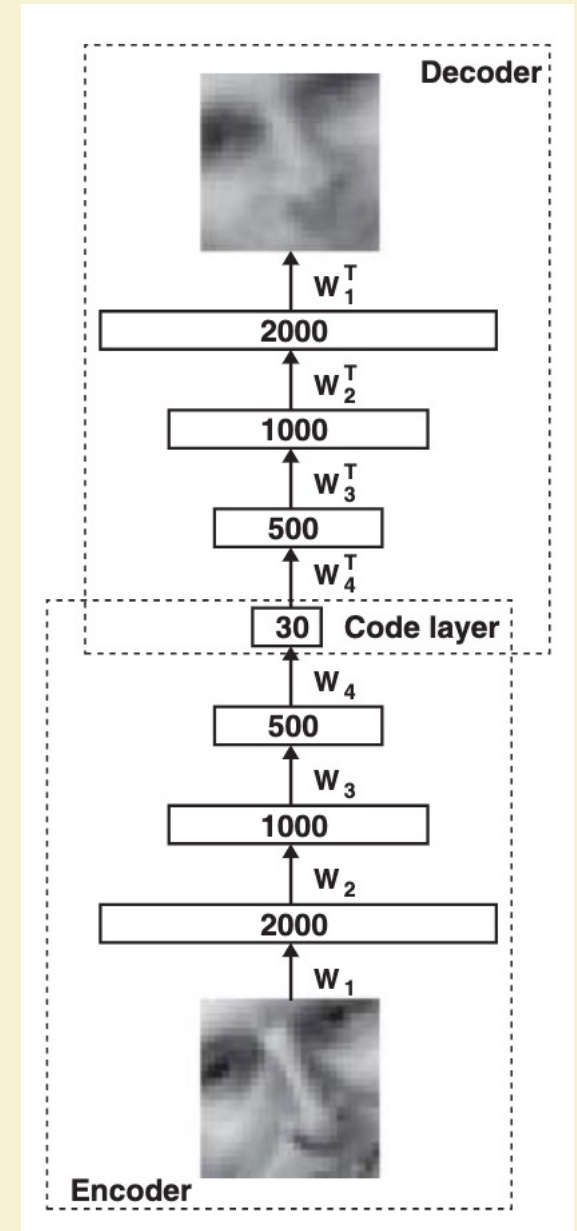 Decoder
W₁ᵀ
2000
W₂ᵀ
1000
W₃ᵀ
500
W₄ᵀ
30 Code layer
W₄
500
W₃
1000
W₂
2000
W₁
Encoder